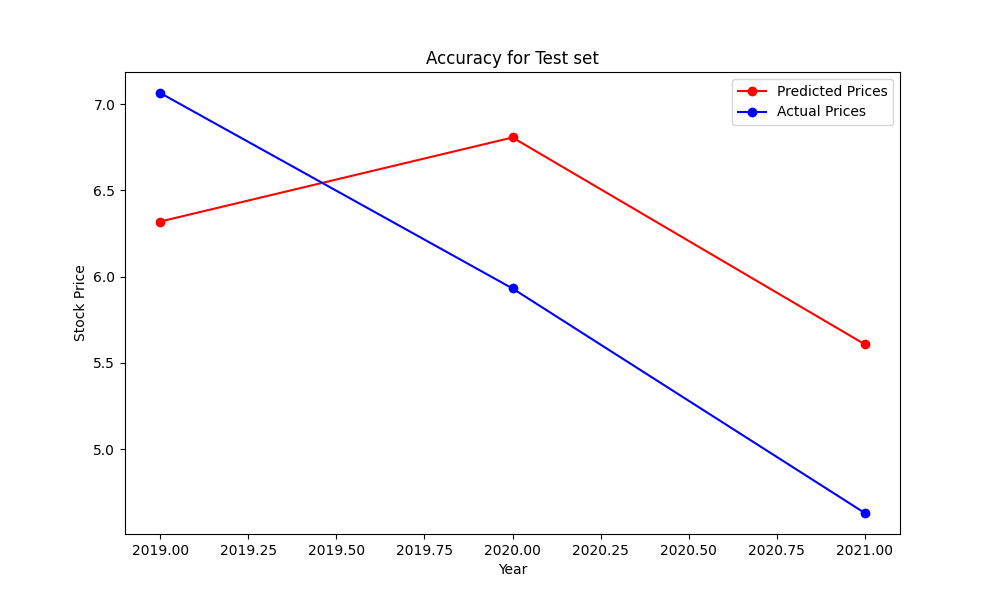 Accuracy for Test set
Predicted Prices
Actual Prices
7.0
6.5
6.0
5.5
5.0
Stock Price
2019.00 2019.25 2019.50 2019.75 2020.00 2020.25 2020.50 2020.75 2021.00
Year